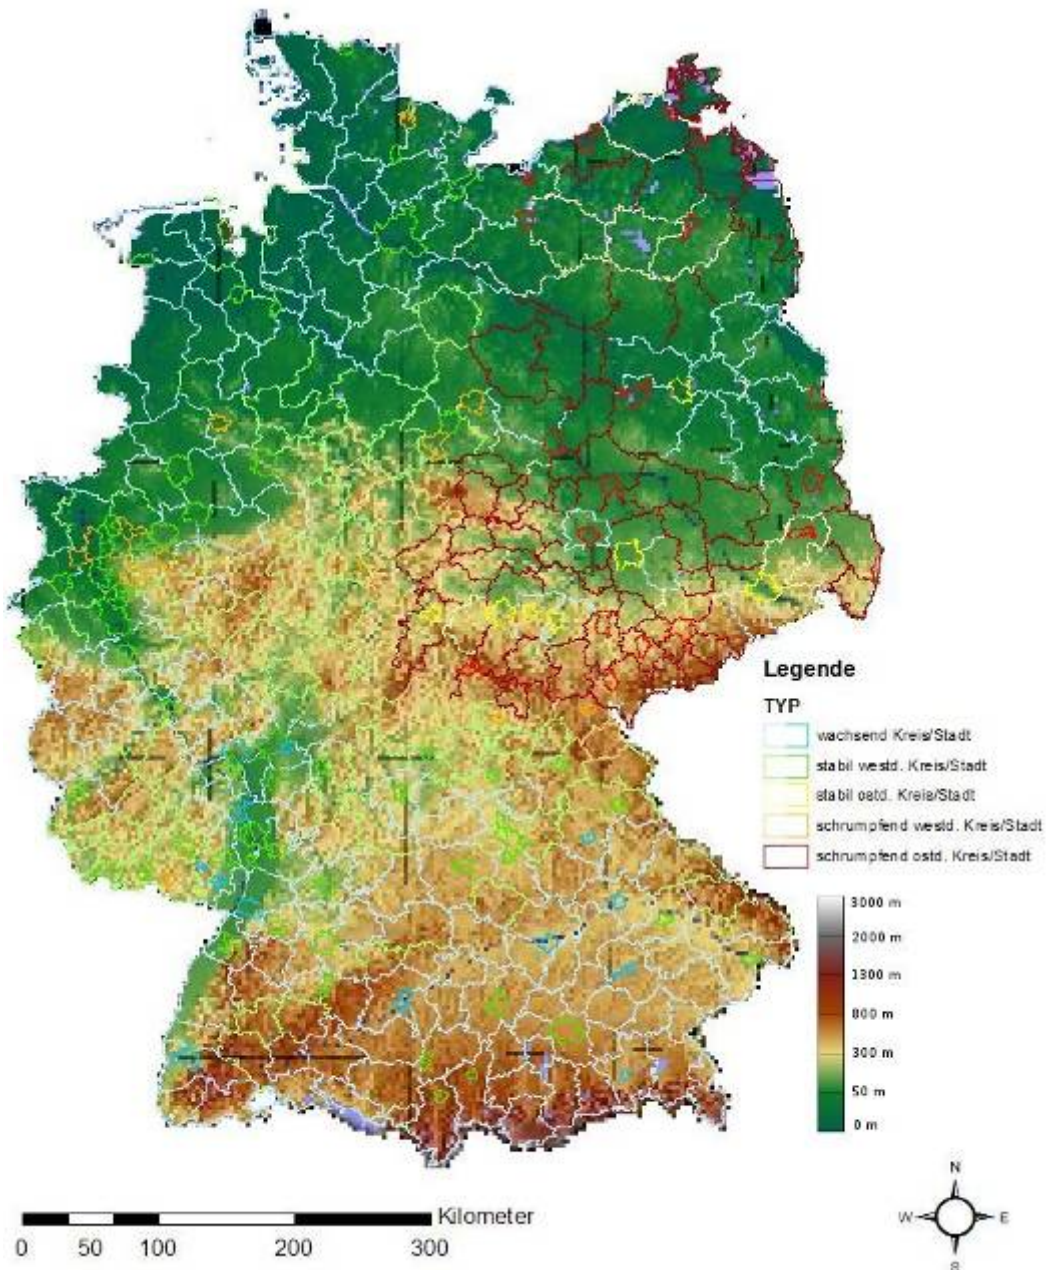 Legende
TYP
wachsend Kreis/Stadt
stabil westd. Kreis/Stadt
stabil ostd. Kreis/Stadt
schrumpfend westd. Kreis/Stadt
schrumpfend ostd. Kreis/Stadt
3000 m
2000 m
1300 m
800 m
300 m
50 m
0 m
N
W
E
S
Kilometer
0
50
100
200
300